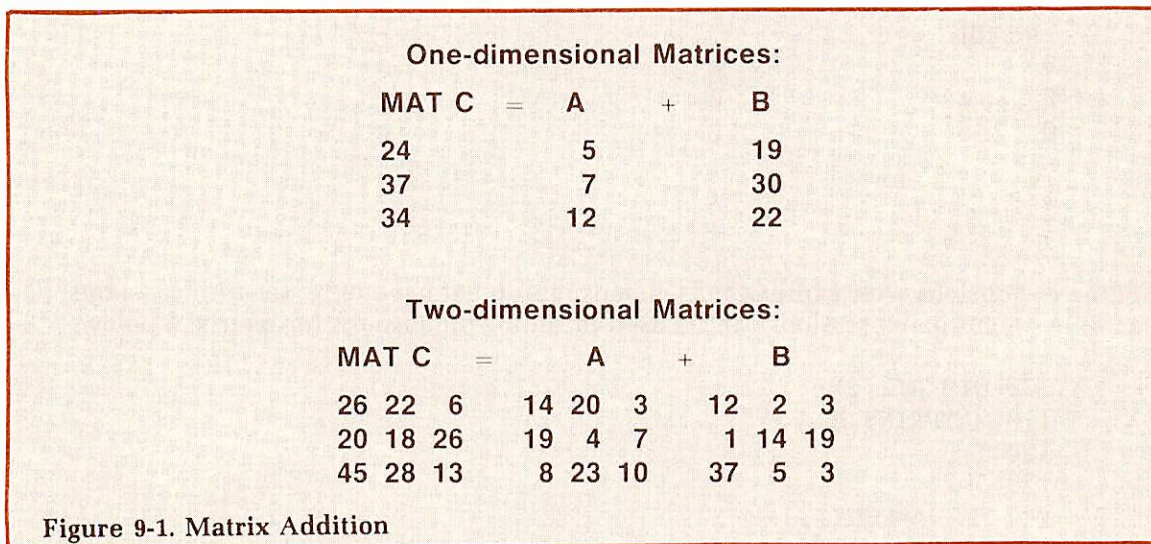 One-dimensional Matrices:
MAT C = A + B
24 5 19
37 7 30
34 12 22
Two-dimensional Matrices:
MAT C = A + B
26 22 6 14 20 3 12 2 3
20 18 26 19 4 7 1 14 19
45 28 13 8 23 10 37 5 3
Figure 9-1. Matrix Addition